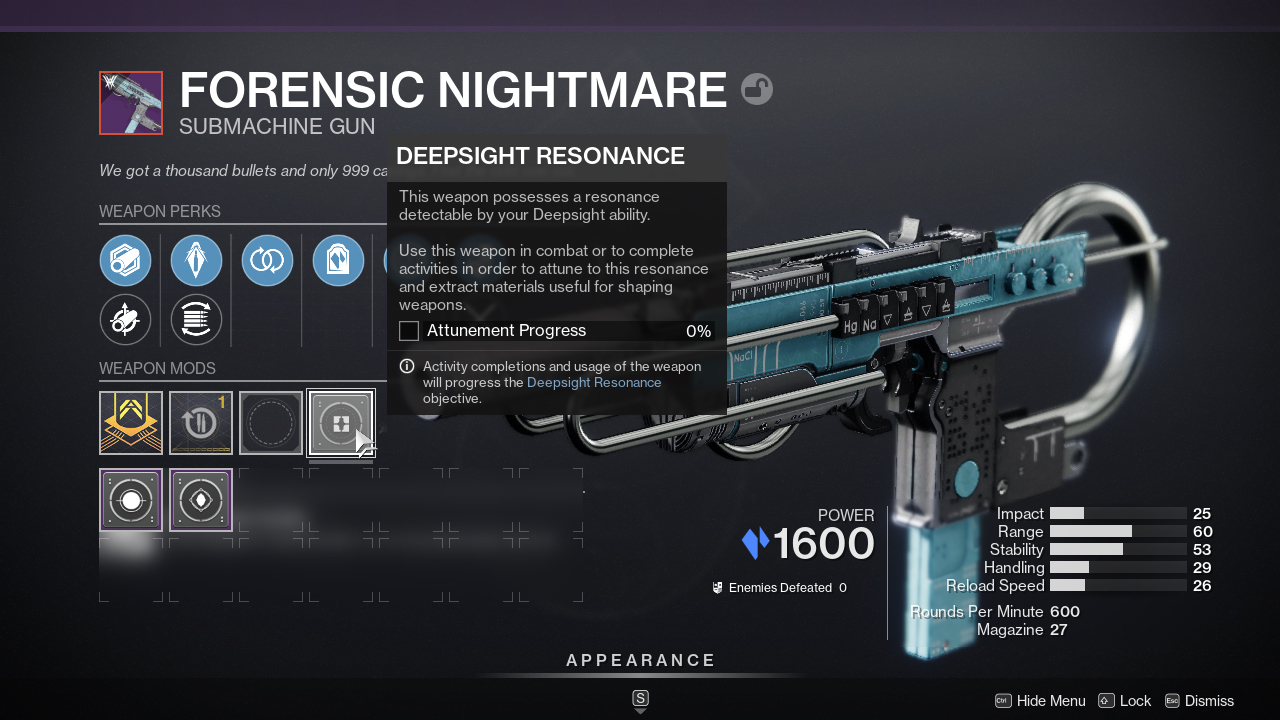 FORENSIC NIGHTMARE
SUBMACHINE GUN
We got a thousand bullets and only 999 ca
DEEPSIGHT RESONANCE
This weapon possesses a resonance
detectable by your Deepsight ability.
Use this weapon in combat or to complete
activities in order to attune to this resonance
and extract materials useful for shaping
weapons.
Attunement Progress 0%
Activity completions and usage of the weapon
will progress the Deepsight Resonance
objective.
WEAPON PERKS
WEAPON MODS
1
Hg Na
NaCl
POWER
1600
Enemies Defeated 0
Impact 25
Range 60
Stability 53
Handling 29
Reload Speed 26
Rounds Per Minute 600
Magazine 27
APPEARANCE
S
Ctrl Hide Menu Lock Esc Dismiss